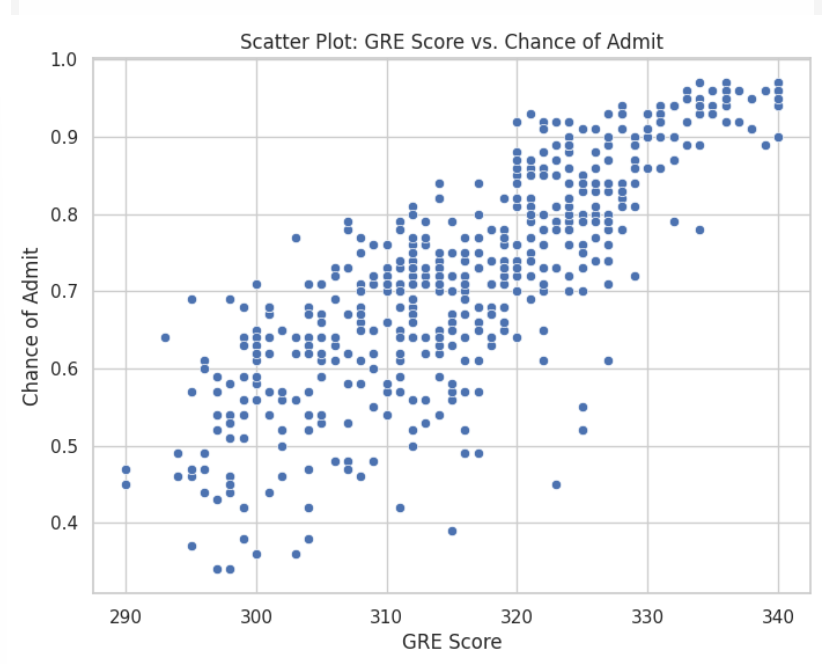 Scatter Plot: GRE Score vs. Chance of Admit
1.0
0.9
0.8
0.7
0.6
0.5
0.4
Chance of Admit
290 300 310 320 330 340
GRE Score